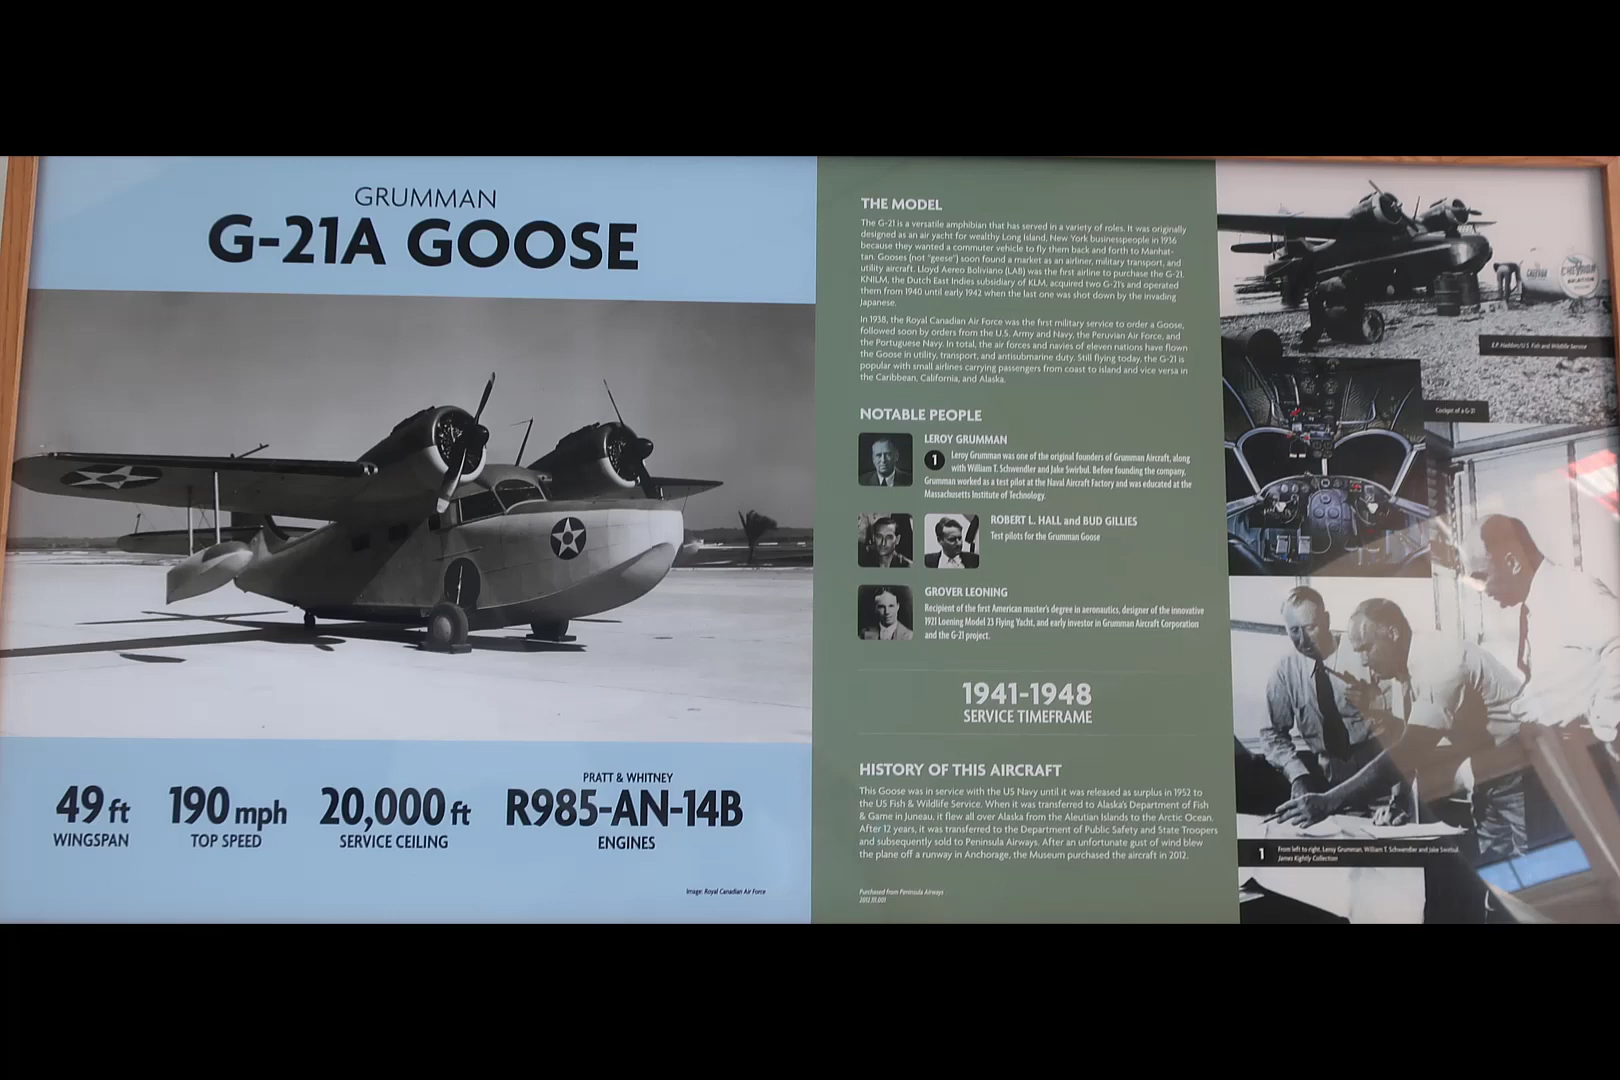 GRUMMAN
G-21A GOOSE
49 ft
WINGSPAN
190 mph
TOP SPEED
20,000 ft
SERVICE CEILING
PRATT & WHITNEY
R985-AN-14B
ENGINES
Image: Royal Canadian Air Force
THE MODEL
The G-21 is a versatile amphibian that has served in a variety of roles. It was originally
designed as an air yacht for wealthy Long Island, New York businesspeople in 1936
because they wanted a commuter vehicle to fly them back and forth to Manhat-
tan. Gooses (not "geese") soon found a market as an airliner, military transport, and
utility aircraft. Lloyd Aereo Boliviano (LAB) was the first airline to purchase the G-21.
KNILM, the Dutch East Indies subsidiary of KLM, acquired two G-21's and operated
them from 1940 until early 1942 when the last one was shot down by the invading
Japanese.
In 1938, the Royal Canadian Air Force was the first military service to order a Goose,
followed soon by orders from the U.S. Army and Navy, the Peruvian Air Force, and
the Portuguese Navy. In total, the air forces and navies of eleven nations have flown
the Goose in utility, transport, and antisubmarine duty. Still flying today, the G-21 is
popular with small airlines carrying passengers from coast to island and vice versa in
the Caribbean, California, and Alaska.
NOTABLE PEOPLE
LEROY GRUMMAN
1 Leroy Grumman was one of the original founders of Grumman Aircraft, along
with William T. Schwendler and Jake Swirbul. Before founding the company,
Grumman worked as a test pilot at the Naval Aircraft Factory and was educated at the
Massachusetts Institute of Technology.
ROBERT L. HALL and BUD GILLIES
Test pilots for the Grumman Goose
GROVER LEONING
Recipient of the first American master's degree in aeronautics, designer of the innovative
1921 Loening Model 23 Flying Yacht, and early investor in Grumman Aircraft Corporation
and the G-21 project.
1941-1948
SERVICE TIMEFRAME
HISTORY OF THIS AIRCRAFT
This Goose was in service with the US Navy until it was released as surplus in 1952 to
the US Fish & Wildlife Service. When it was transferred to Alaska's Department of Fish
& Game in Juneau, it flew all over Alaska from the Aleutian Islands to the Arctic Ocean.
After 12 years, it was transferred to the Department of Public Safety and State Troopers
and subsequently sold to Peninsula Airways. After an unfortunate gust of wind blew
the plane off a runway in Anchorage, the Museum purchased the aircraft in 2012.
Purchased from Peninsula Airways
CHEVRON
E.P. Haddon/U.S. Fish and Wildlife Service
Cockpit of a G-21
1 From left to right, Leroy Grumman, William T. Schwendler and Jake Swirbul.
James Kightly Collection